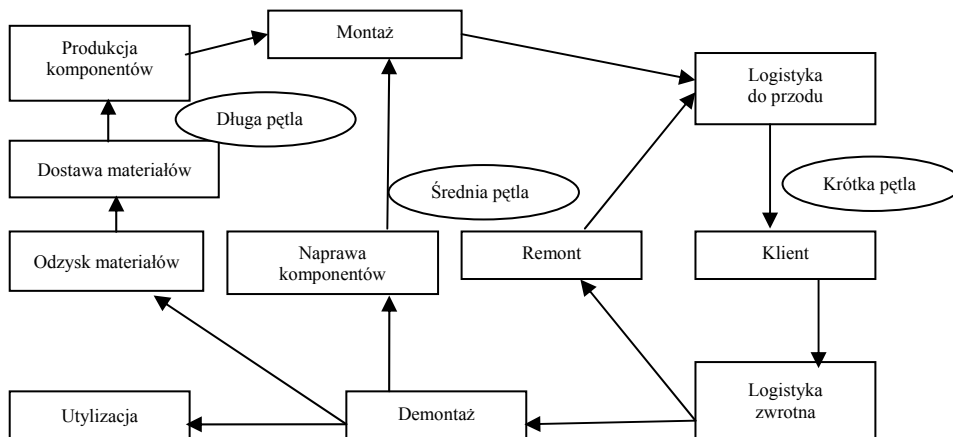 Produkcja
komponentów
Montaż
Logistyka
do przodu
Długa pętla
Dostawa materiałów
Średnia pętla
Krótka pętla
Odzysk materiałów
Naprawa
komponentów
Remont
Klient
Utylizacja
Demontaż
Logistyka
zwrotna